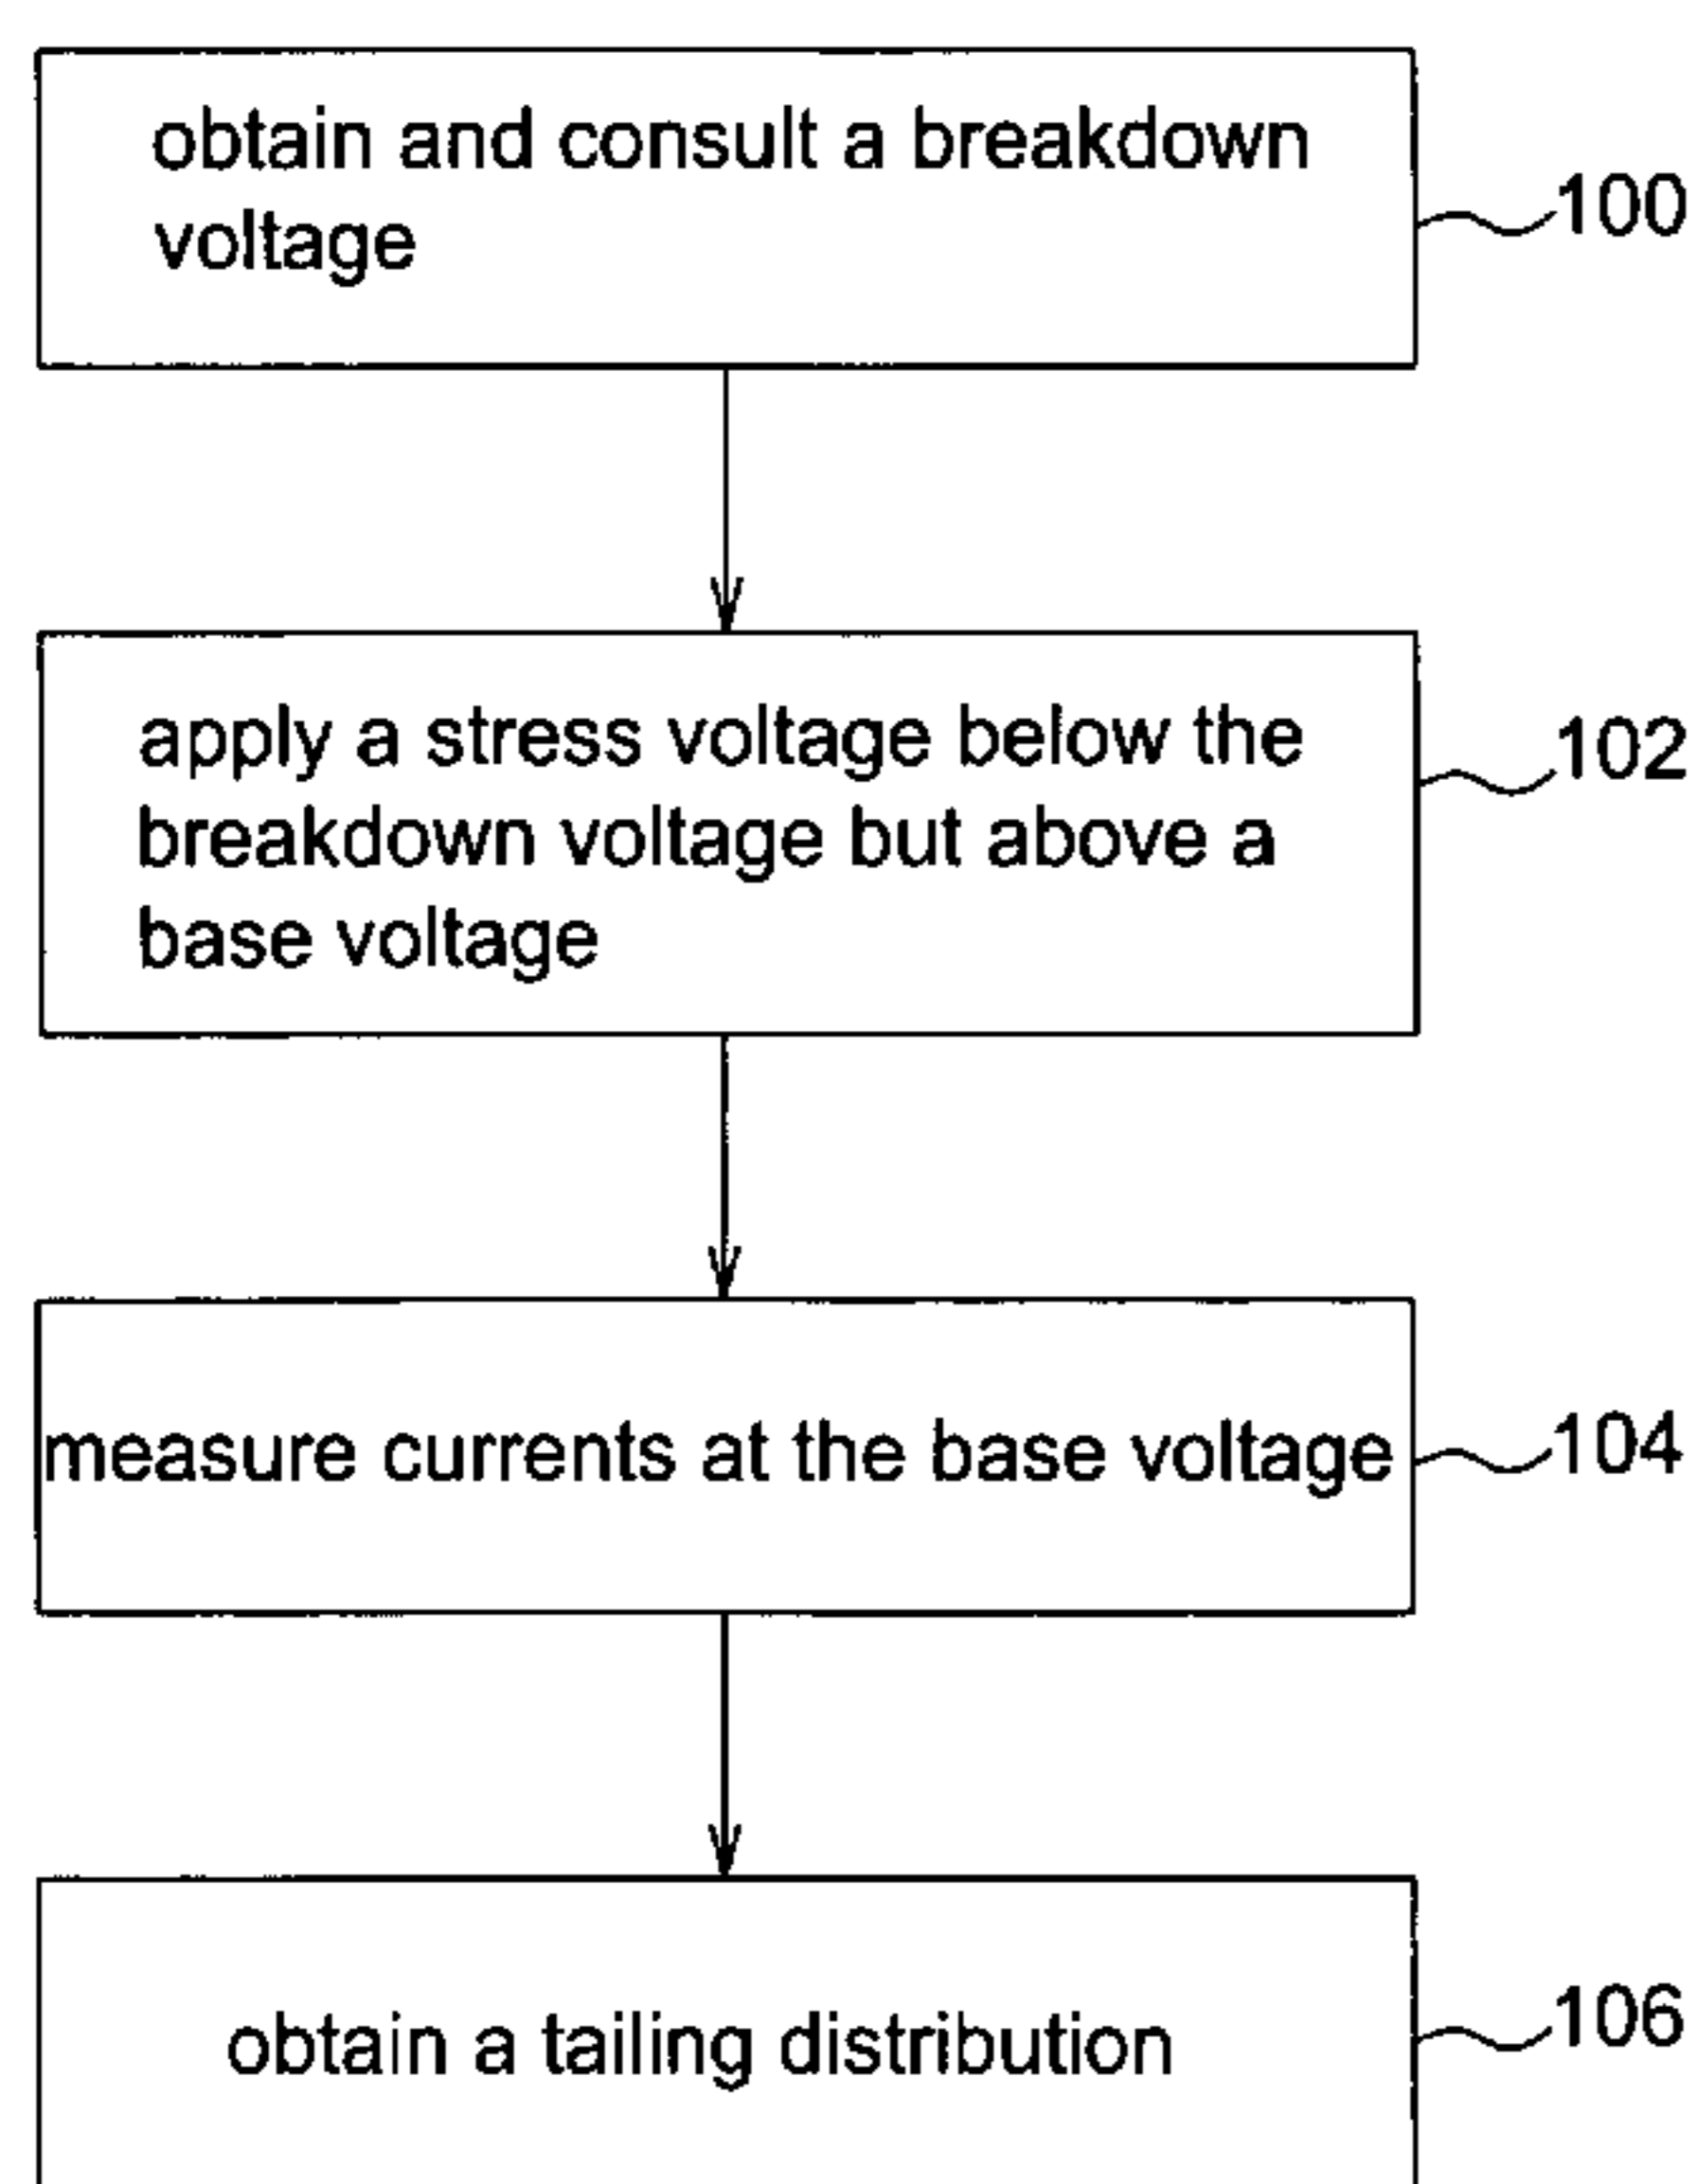 obtain and consult a breakdown
voltage
100
apply a stress voltage below the
breakdown voltage but above a
base voltage
102
measure currents at the base voltage
104
obtain a tailing distribution
106